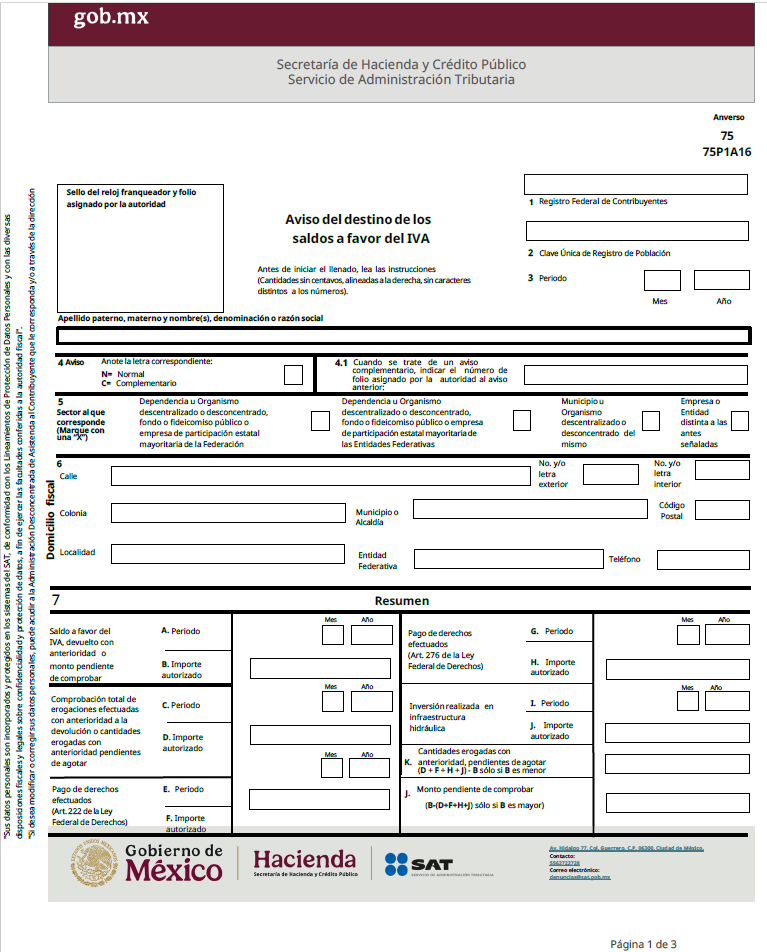 gob.mx
Secretaría de Hacienda y Crédito Público
Servicio de Administración Tributaria
Anverso
75
75P1A16
Sello del reloj franqueador y folio
asignado por la autoridad
Aviso del destino de los
saldos a favor del IVA
Antes de iniciar el llenado, lea las instrucciones
(Cantidades sin centavos, alineadas a la derecha, sin caracteres
distintos a los números).
1 Registro Federal de Contribuyentes
2 Clave Única de Registro de Población
3 Periodo
Mes Año
Apellido paterno, materno y nombre(s), denominación o razón social
4 Aviso
Anote la letra correspondiente:
N= Normal
C= Complementario
4.1 Cuando se trate de un aviso
complementario, indicar el número de
folio asignado por la autoridad al aviso
anterior:
5
Sector al que
corresponde
(Marque con
una "X")
Dependencia u Organismo
descentralizado o desconcentrado,
fondo o fideicomiso público o
empresa de participación estatal
mayoritaria de la Federación
Dependencia u Organismo
descentralizado o desconcentrado,
fondo o fideicomiso público o empresa
de participación estatal mayoritaria de
las Entidades Federativas
Municipio u
Organismo
descentralizado o
desconcentrado del
mismo
Empresa o
Entidad
distinta a las
antes
señaladas
6
Domicilio fiscal
Calle
No. y/o
letra
exterior
No. y/o
letra
interior
Colonia
Municipio o
Alcaldía
Código
Postal
Localidad
Entidad
Federativa
Teléfono
7 Resumen
Saldo a favor del
IVA, devuelto con
anterioridad o
monto pendiente
de comprobar
A. Periodo
Mes Año
B. Importe
autorizado
Comprobación total de
erogaciones efectuadas
con anterioridad a la
devolución o cantidades
erogadas con
anterioridad pendientes
de agotar
C. Periodo
Mes Año
D. Importe
autorizado
Pago de derechos
efectuados
(Art. 222 de la Ley
Federal de Derechos)
Mes Año
E. Periodo
F. Importe
autorizado
Pago de derechos
efectuados
(Art. 276 de la Ley
Federal de Derechos)
G. Periodo
Mes Año
H. Importe
autorizado
Inversión realizada en
infraestructura
hidráulica
I. Periodo
Mes Año
J. Importe
autorizado
K.
Cantidades erogadas con
anterioridad, pendientes de agotar
(D + F + H + J) - B sólo si B es menor
J.
Monto pendiente de comprobar
(B-(D+F+H+J) sólo si B es mayor)
"Sus datos personales son incorporados y protegidos en los sistemas del SAT, de conformidad con los Lineamientos de Protección de Datos Personales y con las diversas
disposiciones fiscales y legales sobre confidencialidad y protección de datos, a fin de ejercer las facultades conferidas a la autoridad fiscal".
"Si desea modificar o corregir sus datos personales, puede acudir a la Administración Desconcentrada de Asistencia al Contribuyente que le corresponda y/o a través de la dirección
Gobierno de
México
Hacienda
Secretaría de Hacienda y Crédito Público
SAT
SERVICIO DE ADMINISTRACIÓN TRIBUTARIA
Av. Hidalgo 77, Col. Guerrero, C.P. 06300, Ciudad de México.
Contacto:
5562722728
Correo electrónico:
denuncias@sat.gob.mx
Página 1 de 3